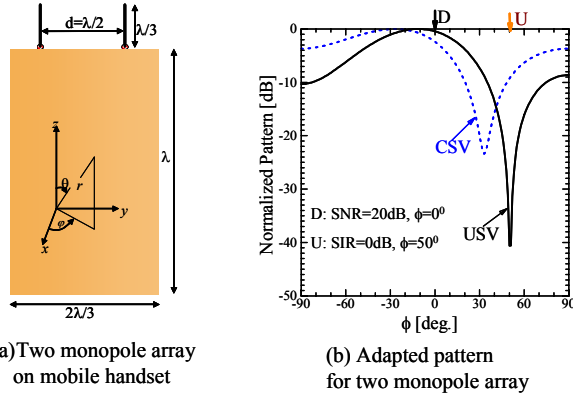 d=λ/2
λ/3
z
θ
r
y
φ
x
λ
2λ/3
a)Two monopole array
on mobile handset
D
U
0
-10
-20
-30
-40
-50
Normalized Pattern [dB]
CSV
USV
D: SNR=20dB, ϕ=0⁰
U: SIR=0dB, ϕ=50⁰
-90 -60 -30 0 30 60 90
ϕ [deg.]
(b) Adapted pattern
for two monopole array